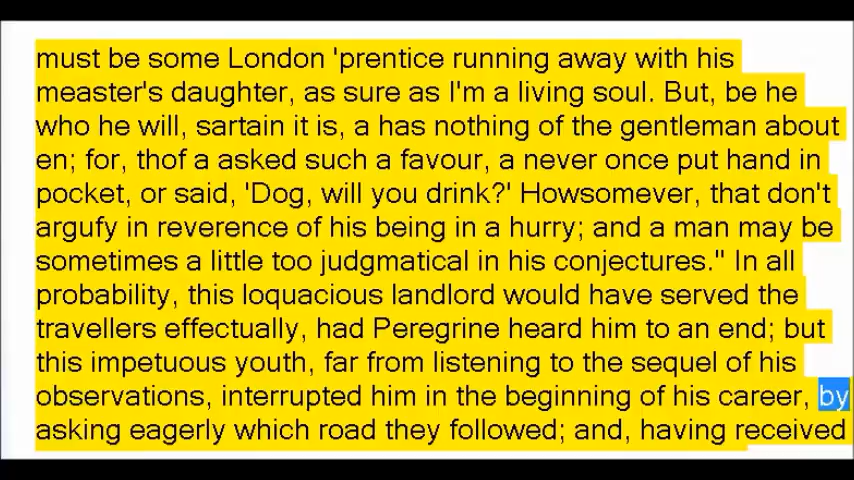 must be some London 'prentice running away with his
measter's daughter, as sure as I'm a living soul. But, be he
who he will, sartain it is, a has nothing of the gentleman about
en; for, thof a asked such a favour, a never once put hand in
pocket, or said, 'Dog, will you drink?' Howsomever, that don't
argufy in reverence of his being in a hurry; and a man may be
sometimes a little too judgmatical in his conjectures." In all
probability, this loquacious landlord would have served the
travellers effectually, had Peregrine heard him to an end; but
this impetuous youth, far from listening to the sequel of his
observations, interrupted him in the beginning of his career, by
asking eagerly which road they followed; and, having received